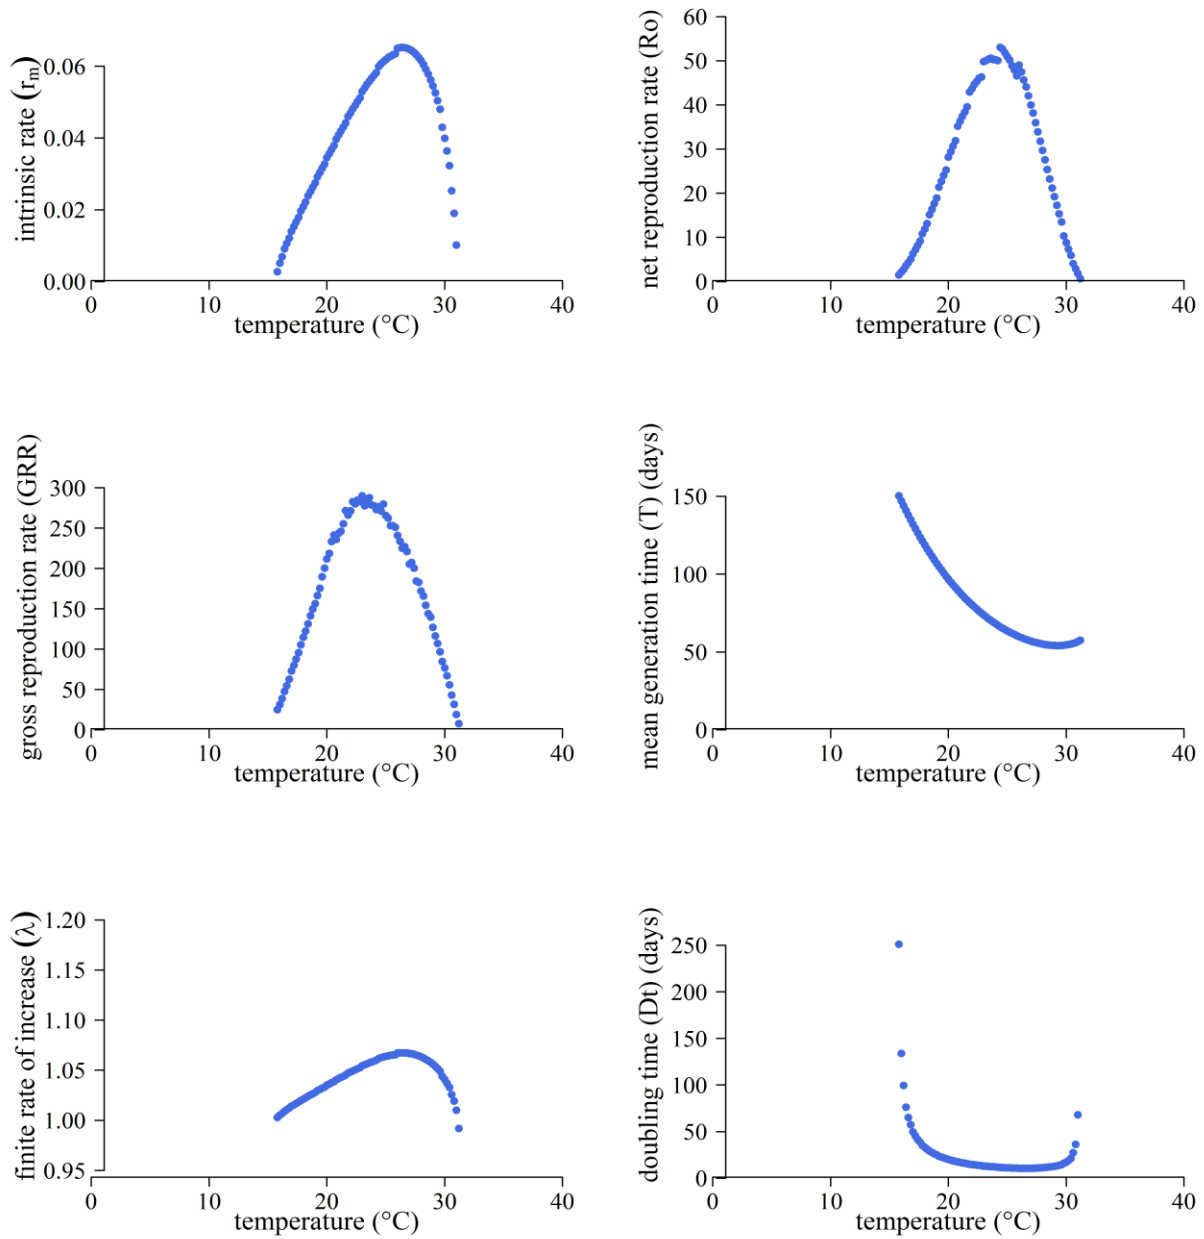 intrinsic rate (rm)
0.06
0.04
0.02
0.00
0 10 20 30 40
temperature (°C)
net reproduction rate (Ro)
60
50
40
30
20
10
0
0 10 20 30 40
temperature (°C)
gross reproduction rate (GRR)
300
250
200
150
100
50
0
0 10 20 30 40
temperature (°C)
mean generation time (T) (days)
150
100
50
0
0 10 20 30 40
temperature (°C)
finite rate of increase (λ)
1.20
1.15
1.10
1.05
1.00
0.95
0 10 20 30 40
temperature (°C)
doubling time (Dt) (days)
250
200
150
100
50
0
0 10 20 30 40
temperature (°C)